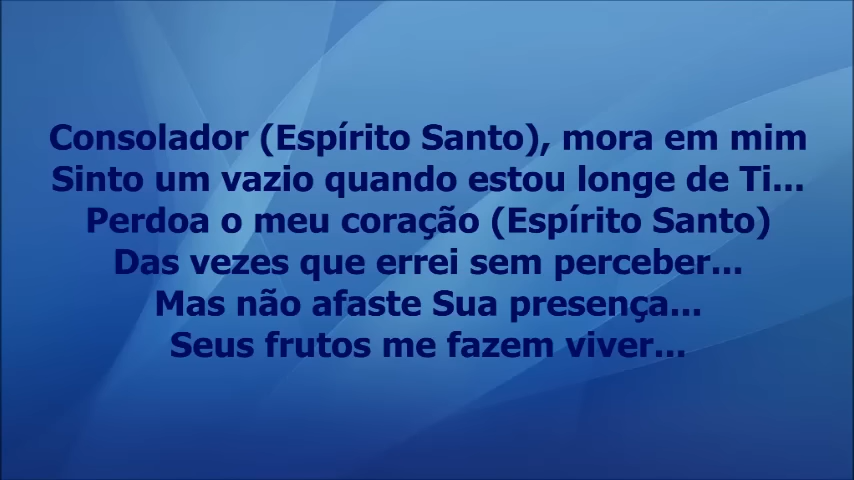 Consolador (Espírito Santo), mora em mim
Sinto um vazio quando estou longe de Ti...
Perdoa o meu coração (Espírito Santo)
Das vezes que errei sem perceber...
Mas não afaste Sua presença...
Seus frutos me fazem viver...